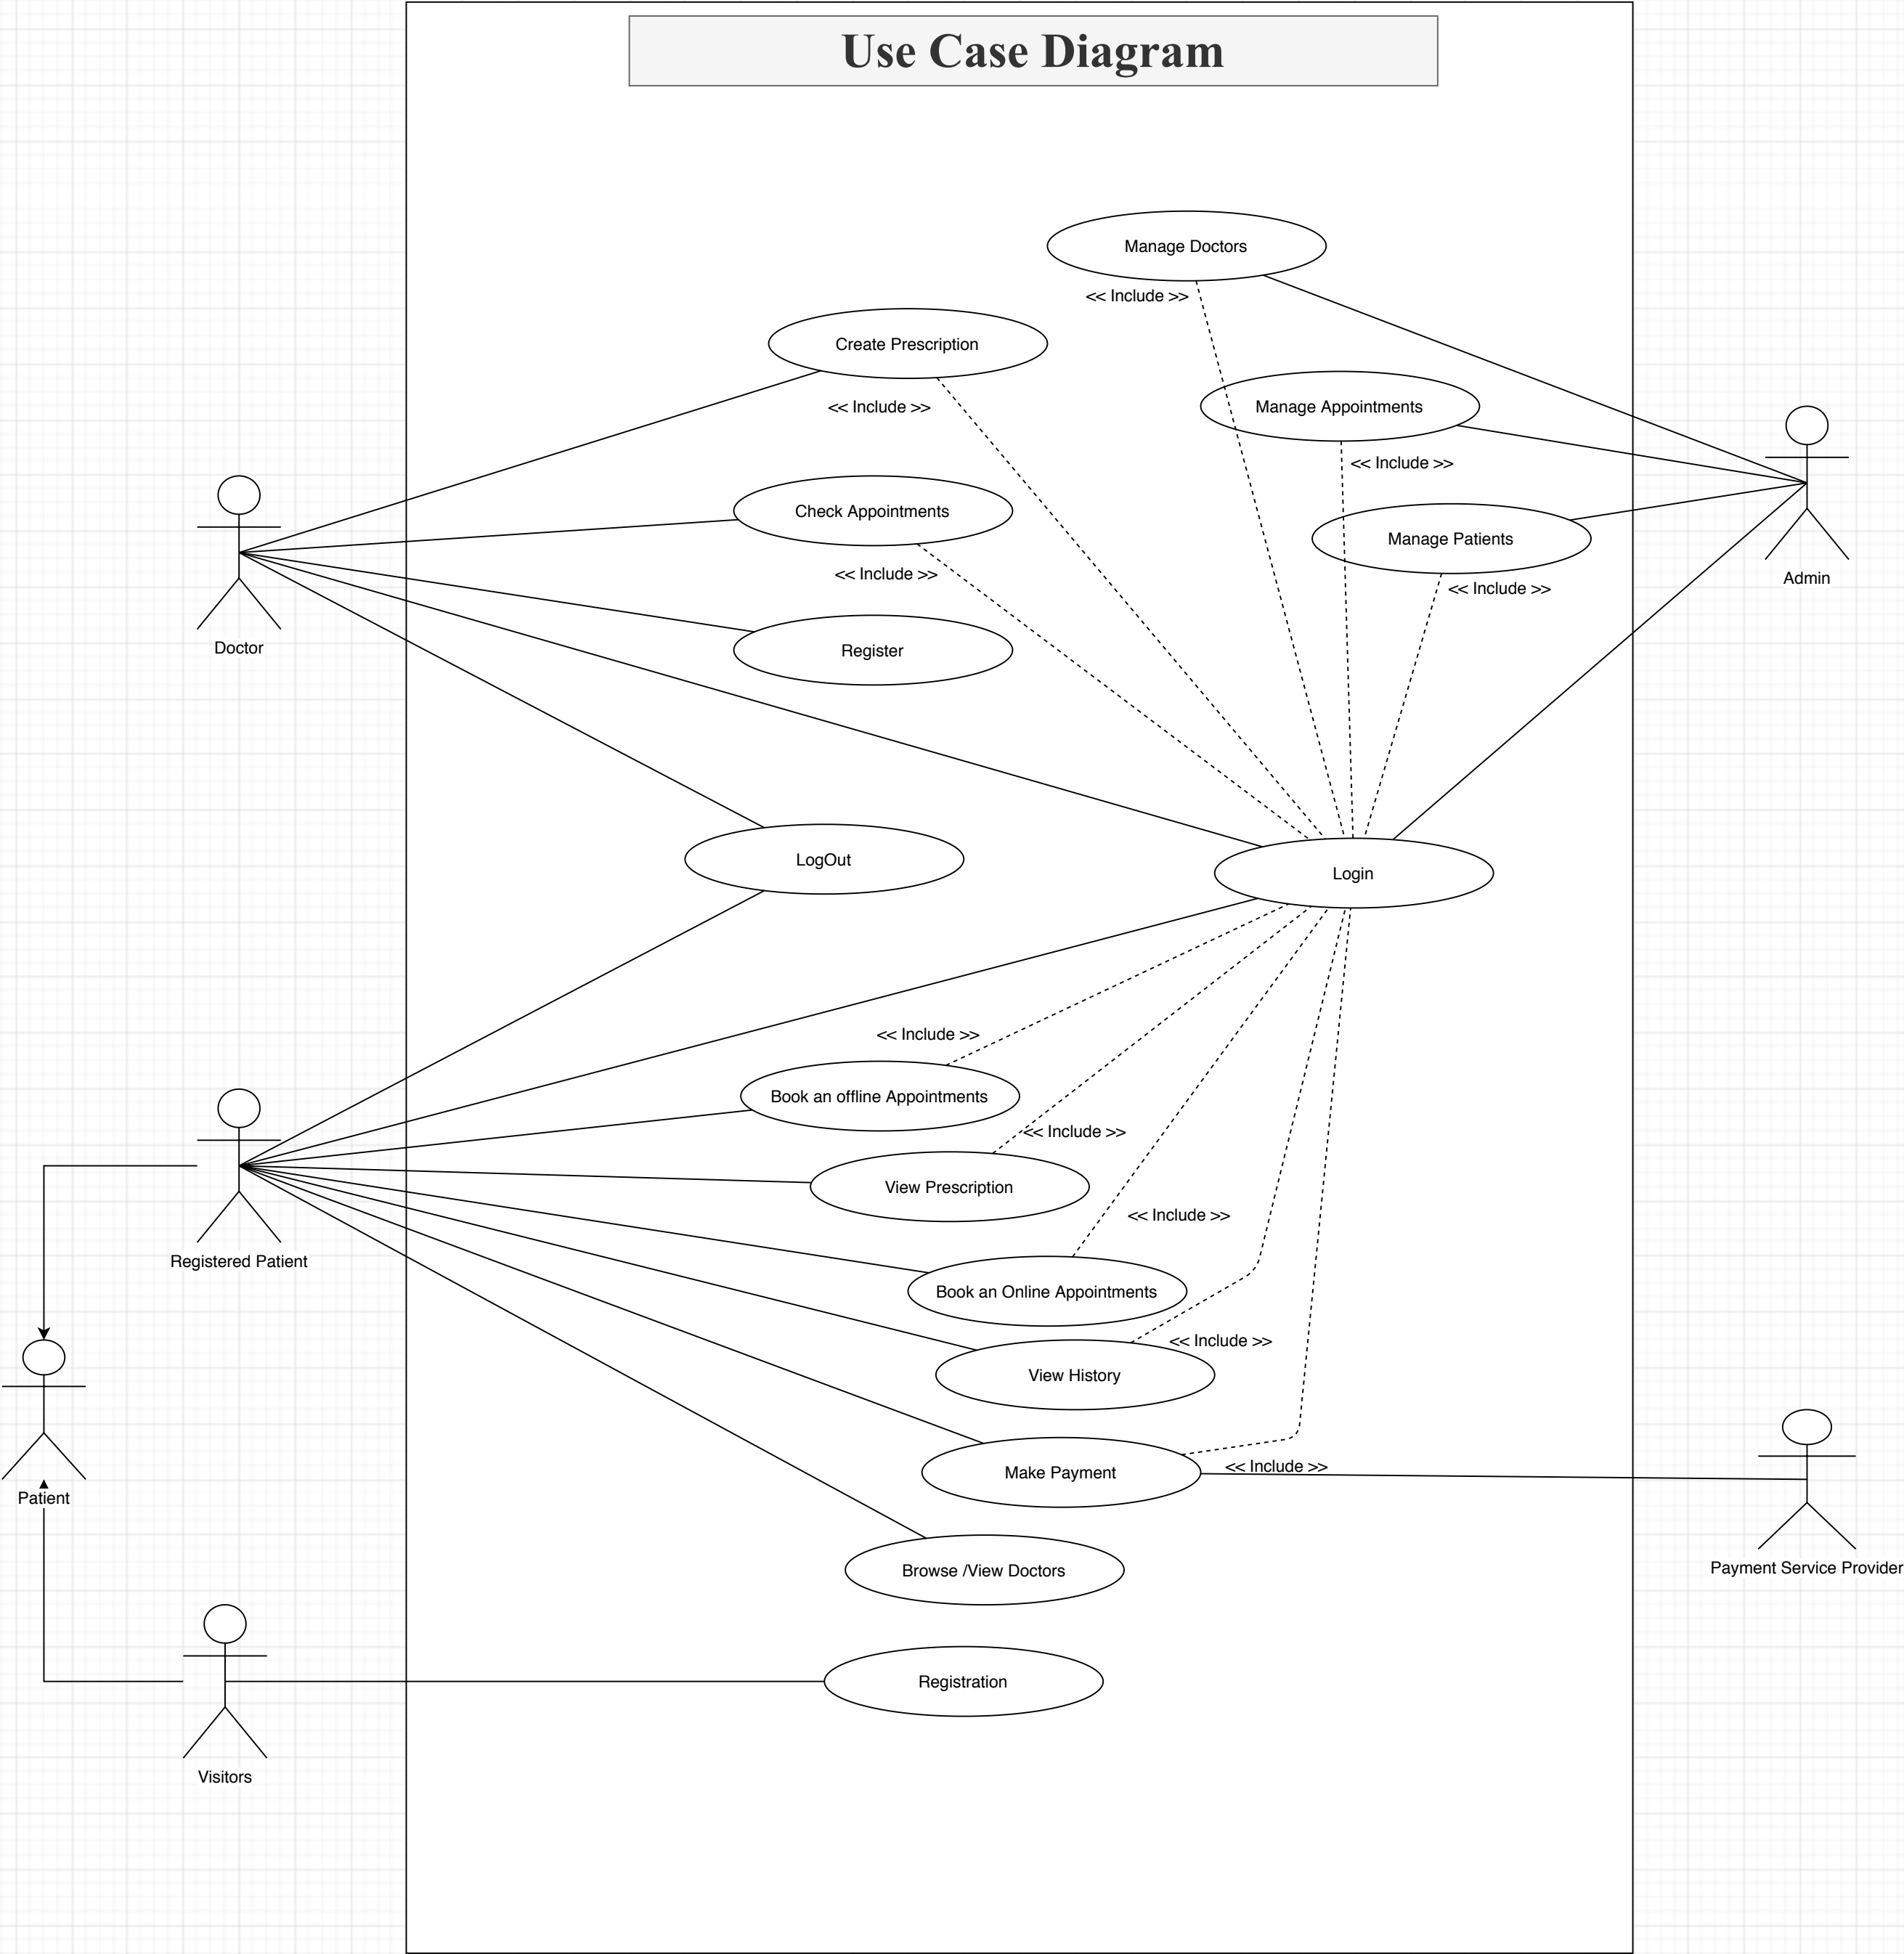 Use Case Diagram
Manage Doctors
<< Include >>
Create Prescription
<< Include >>
Manage Appointments
<< Include >>
Check Appointments
<< Include >>
Manage Patients
<< Include >>
Admin
Doctor
Register
LogOut
Login
<< Include >>
Book an offline Appointments
<< Include >>
View Prescription
<< Include >>
Registered Patient
Book an Online Appointments
<< Include >>
View History
Make Payment
<< Include >>
Patient
Payment Service Provider
Browse /View Doctors
Registration
Visitors